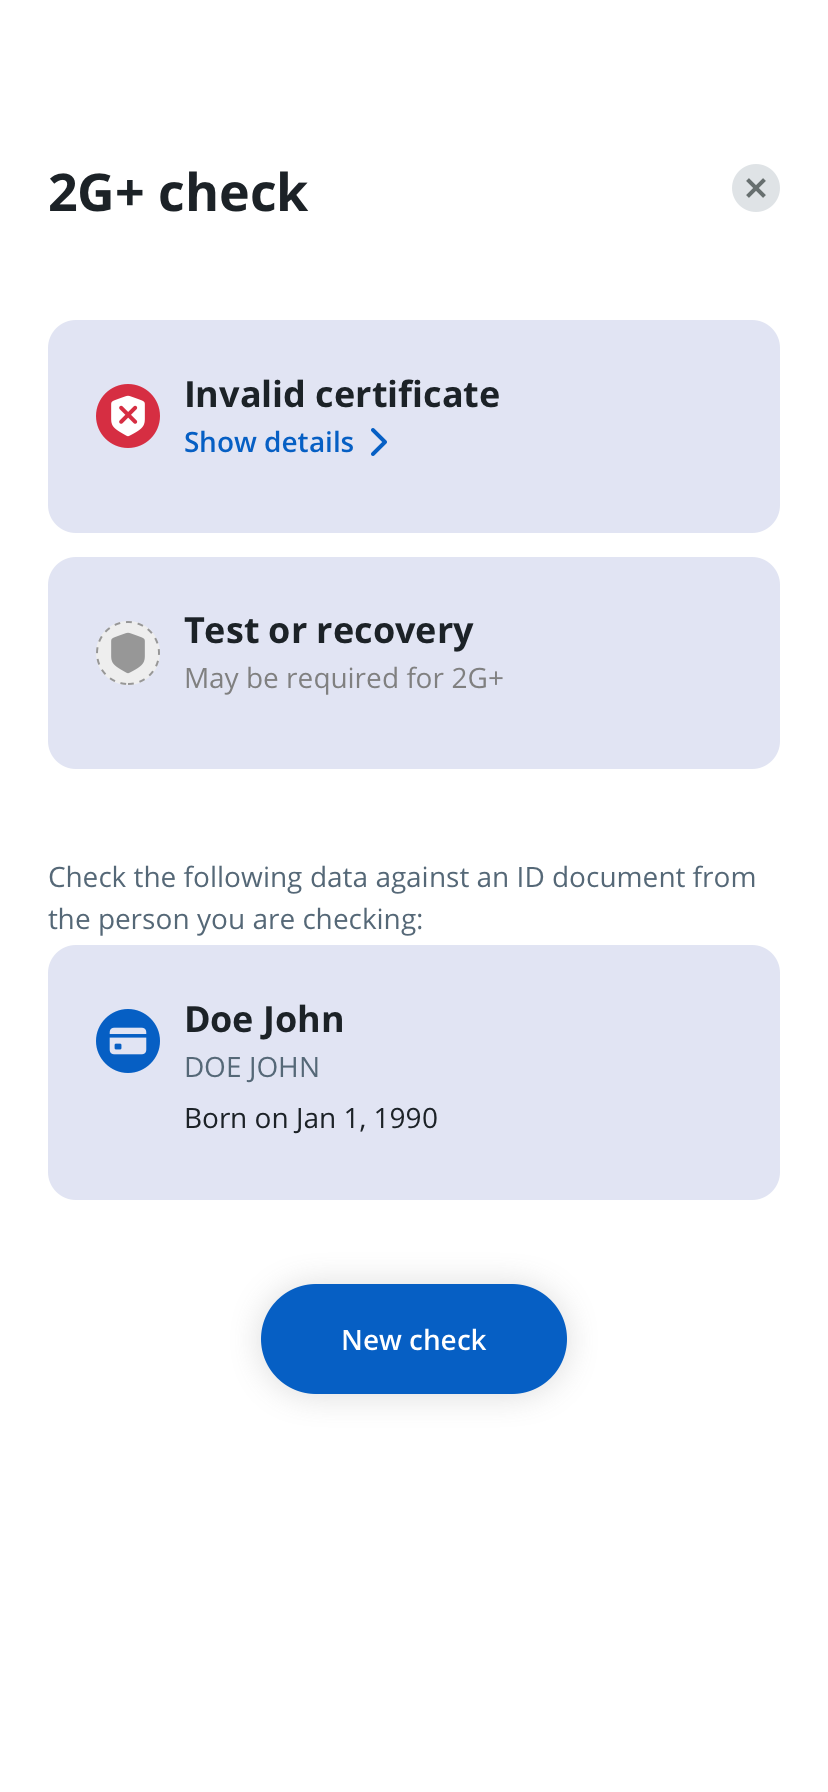 2G+ check
Invalid certificate
Show details
Test or recovery
May be required for 2G+
Check the following data against an ID document from
the person you are checking:
Doe John
DOE JOHN
Born on Jan 1, 1990
New check